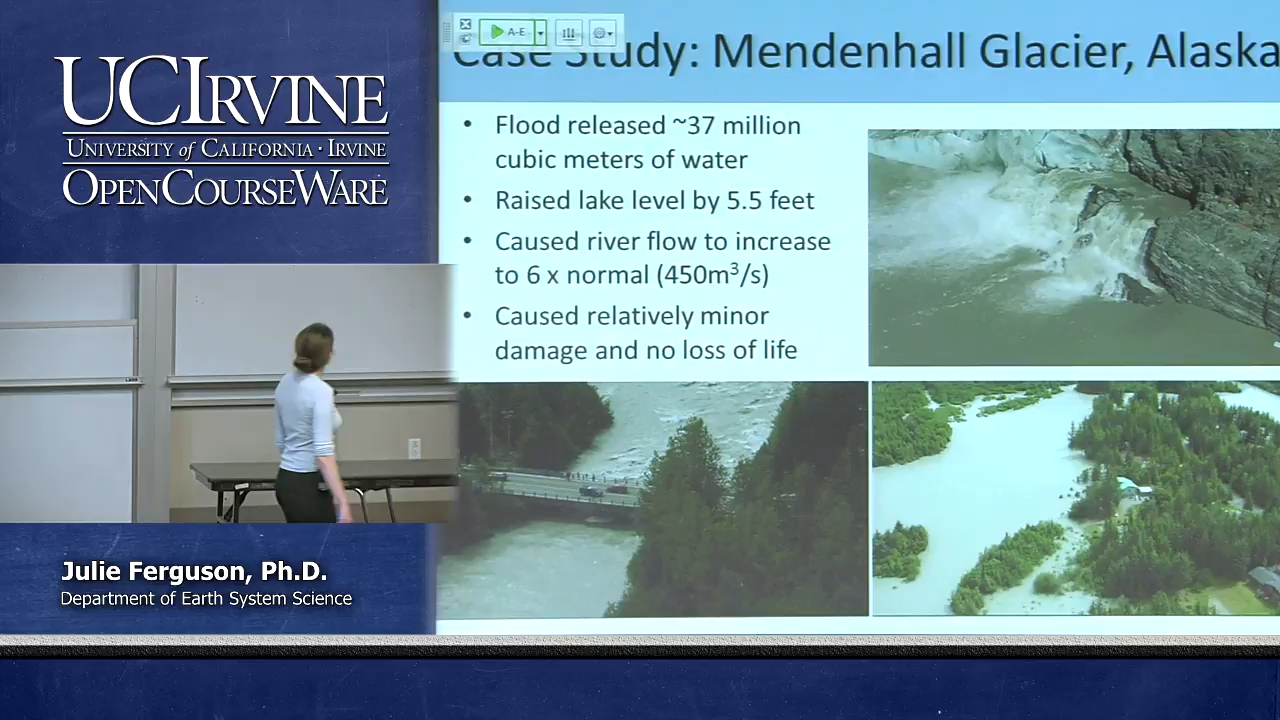 UCIRVINE
UNIVERSITY of CALIFORNIA · IRVINE
OPENCOURSEWARE
A-E
Case Study: Mendenhall Glacier, Alaska
• Flood released ~37 million
cubic meters of water
• Raised lake level by 5.5 feet
• Caused river flow to increase
to 6 x normal (450m³/s)
• Caused relatively minor
damage and no loss of life
Julie Ferguson, Ph.D.
Department of Earth System Science